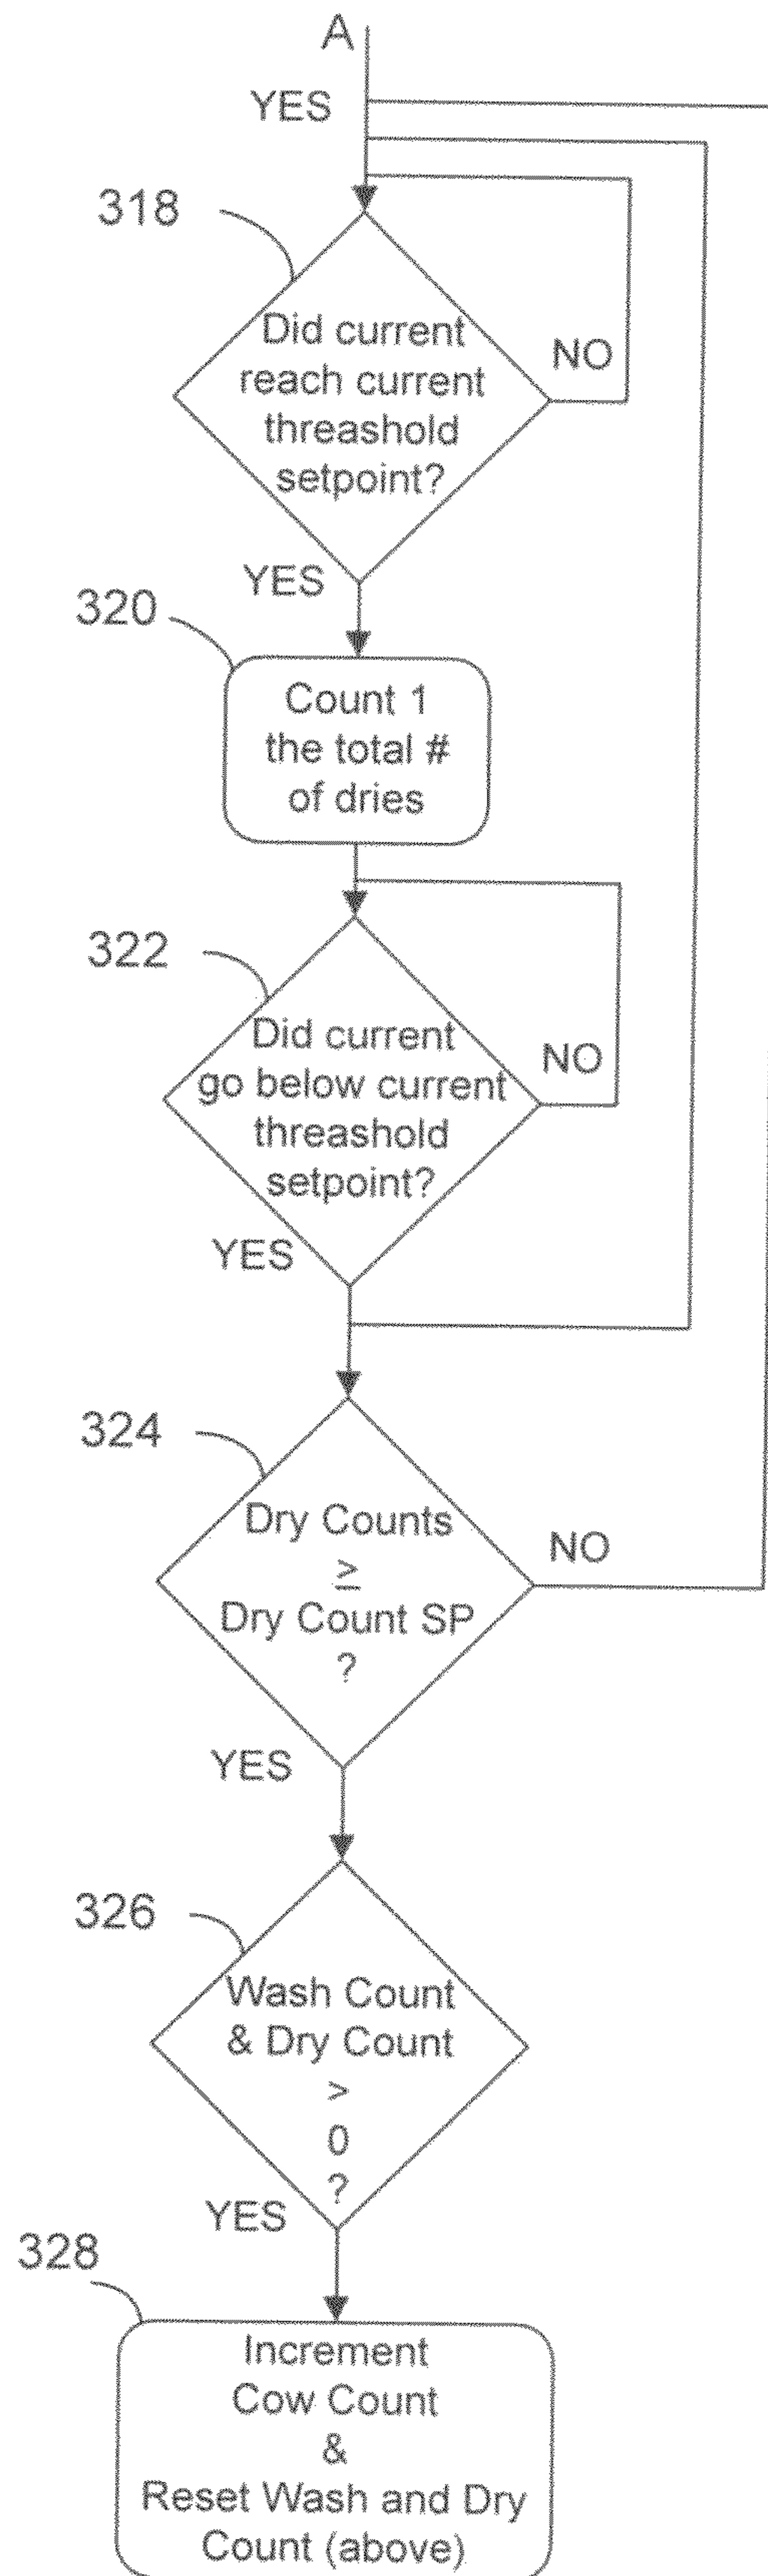 A
YES
318
Did current
reach current
threashold
setpoint?
NO
YES
320
Count 1
the total #
of dries
322
Did current
go below current
threashold
setpoint?
NO
YES
324
Dry Counts
≥
Dry Count SP
?
NO
YES
326
Wash Count
& Dry Count
>
0
?
YES
328
Increment
Cow Count
&
Reset Wash and Dry
Count (above)